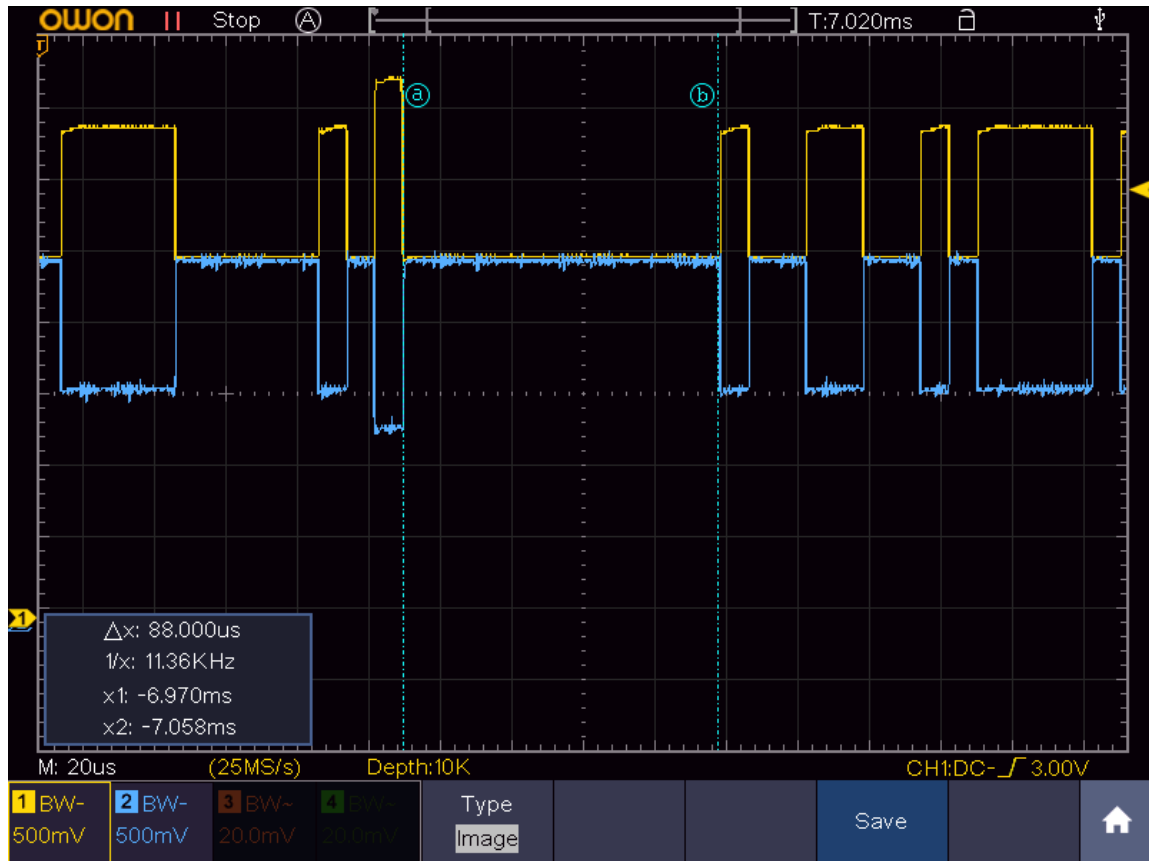 owon Stop A T:7.020ms
T
a b
1
△x: 88.000us
1/x: 11.36KHz
x1: -6.970ms
x2: -7.058ms
M: 20us (25MS/s) Depth:10K CH1:DC- 3.00V
1 BW- 2 BW- 3 BW~ 4 BW~ Type Save
500mV 500mV 20.0mV 20.0mV Image